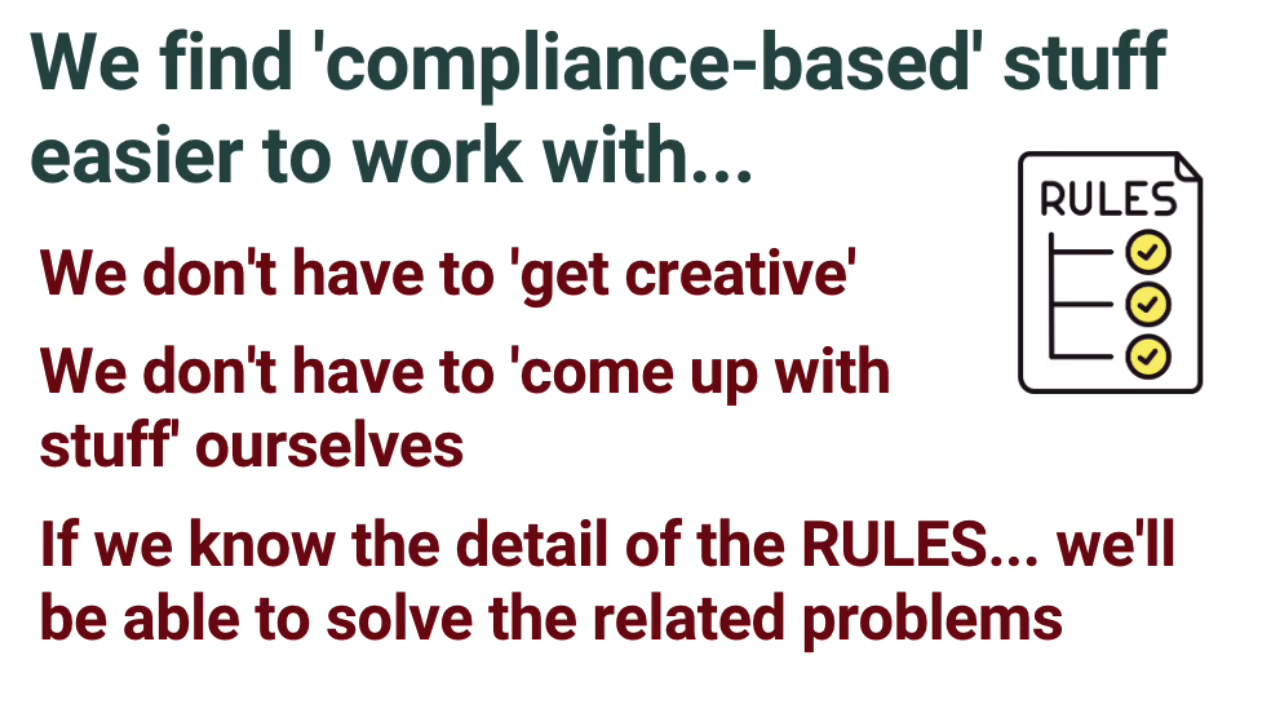 We find 'compliance-based' stuff
easier to work with...
RULES
We don't have to 'get creative'
We don't have to 'come up with
stuff' ourselves
If we know the detail of the RULES... we'll
be able to solve the related problems